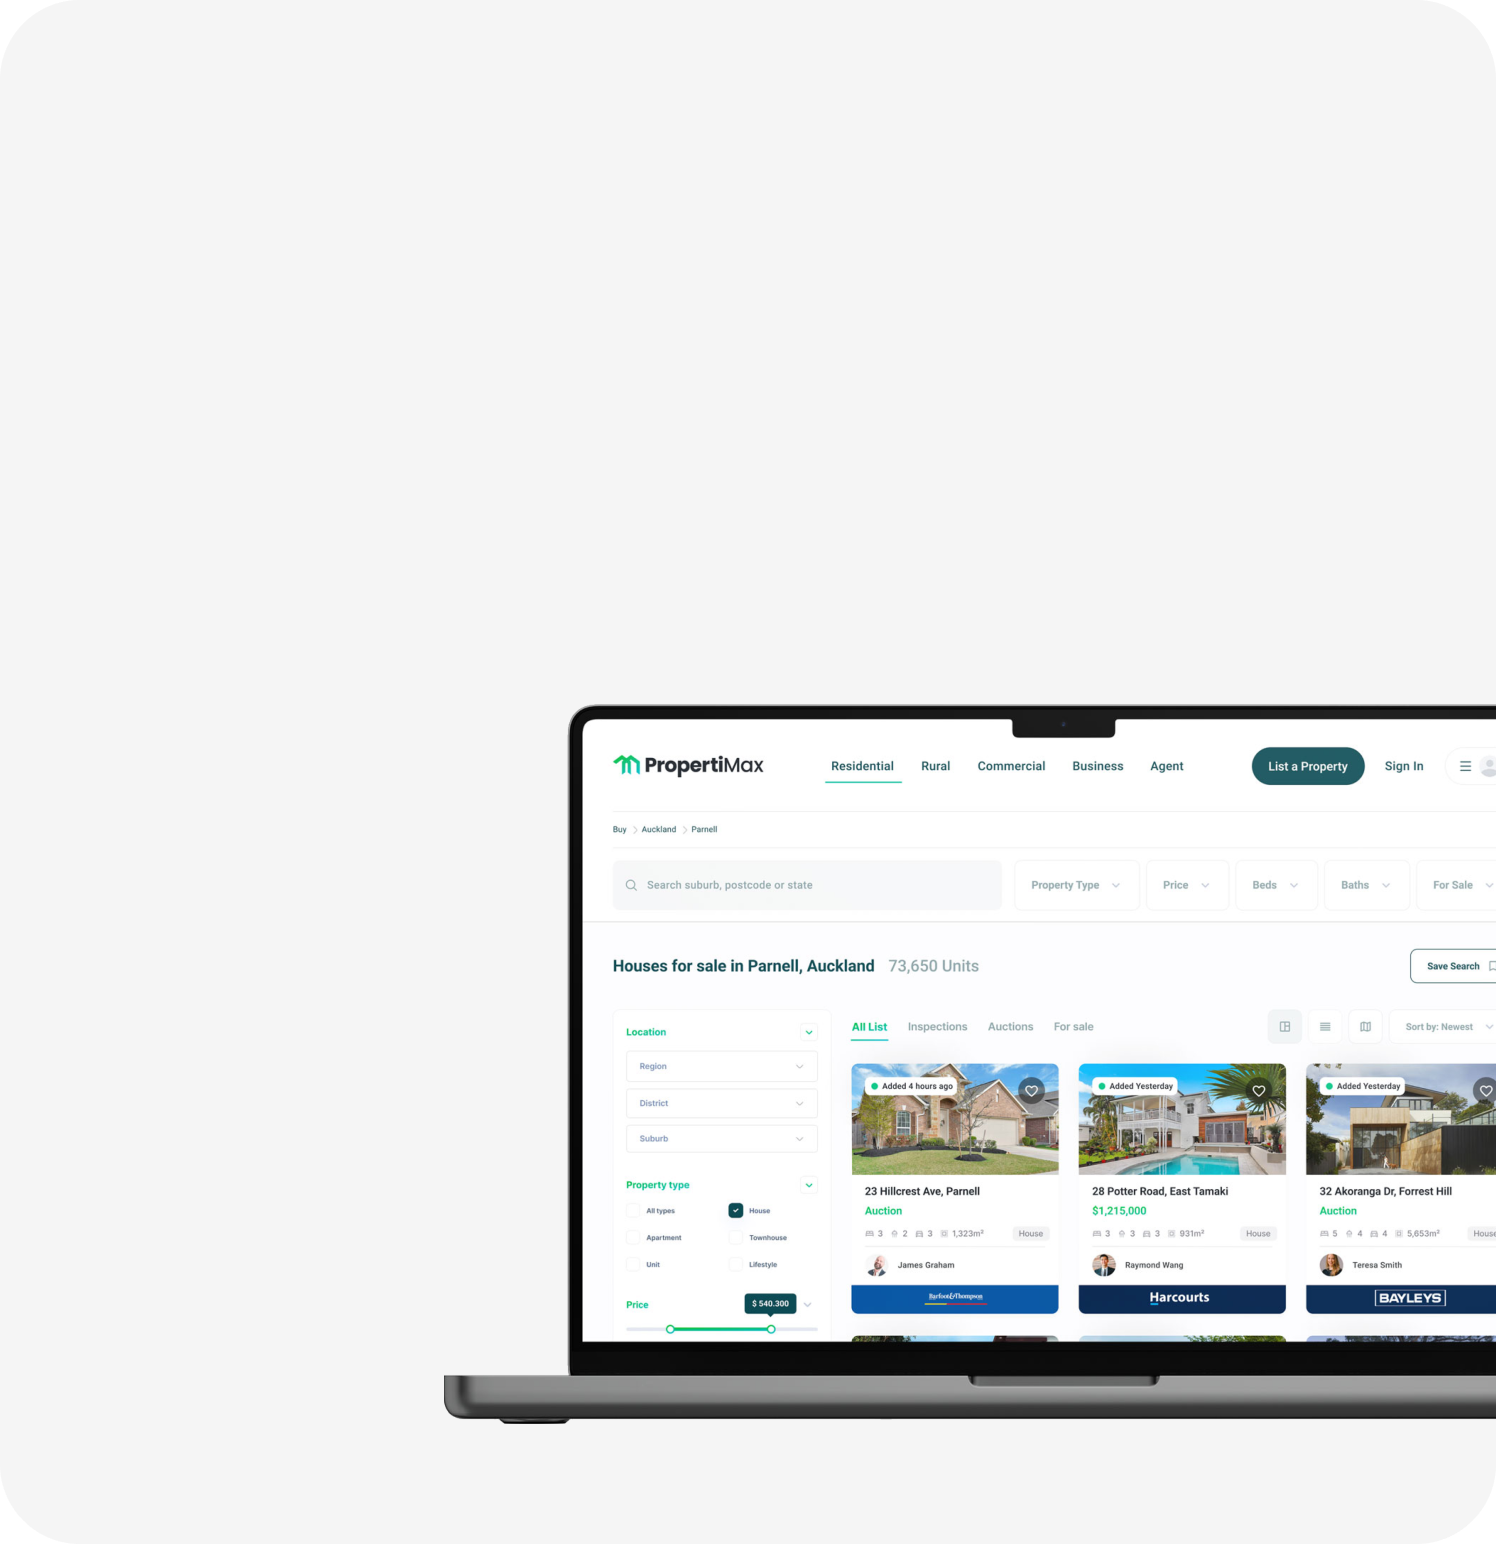 PropertiMax
Residential Rural Commercial Business Agent List a Property Sign In
Buy Auckland Parnell
Search suburb, postcode or state Property Type Price Beds Baths For Sale
Houses for sale in Parnell, Auckland 73,650 Units Save Search
Location
Region
District
Suburb
Property type
All types House
Apartment Townhouse
Unit Lifestyle
Price $ 540.300
All List Inspections Auctions For sale Sort by: Newest
Added 4 hours ago
23 Hillcrest Ave, Parnell
Auction
3 2 3 1,323m² House
James Graham
Barfoot&Thompson
Added Yesterday
28 Potter Road, East Tamaki
$1,215,000
3 3 3 931m² House
Raymond Wang
Harcourts
Added Yesterday
32 Akoranga Dr, Forrest Hill
Auction
5 4 4 5,653m² House
Teresa Smith
BAYLEYS